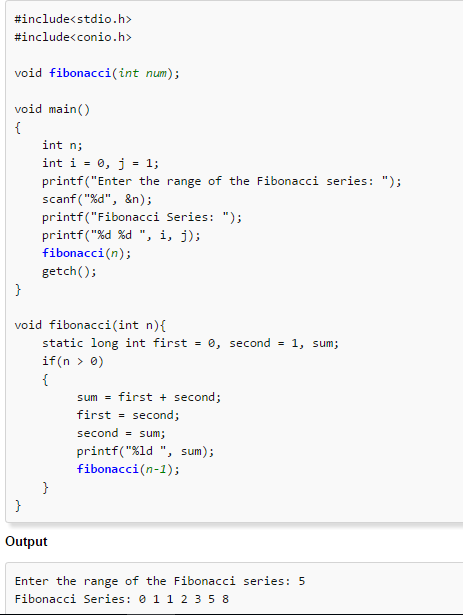 #include<stdio.h>
#include<conio.h>

void fibonacci(int num);

void main()
{
    int n;
    int i = 0, j = 1;
    printf("Enter the range of the Fibonacci series: ");
    scanf("%d", &n);
    printf("Fibonacci Series: ");
    printf("%d %d ", i, j);
    fibonacci(n);
    getch();
}

void fibonacci(int n){
    static long int first = 0, second = 1, sum;
    if(n > 0)
    {
         sum = first + second;
         first = second;
         second = sum;
         printf("%ld ", sum);
         fibonacci(n-1);
    }
}
Output
Enter the range of the Fibonacci series: 5
Fibonacci Series: 0 1 1 2 3 5 8